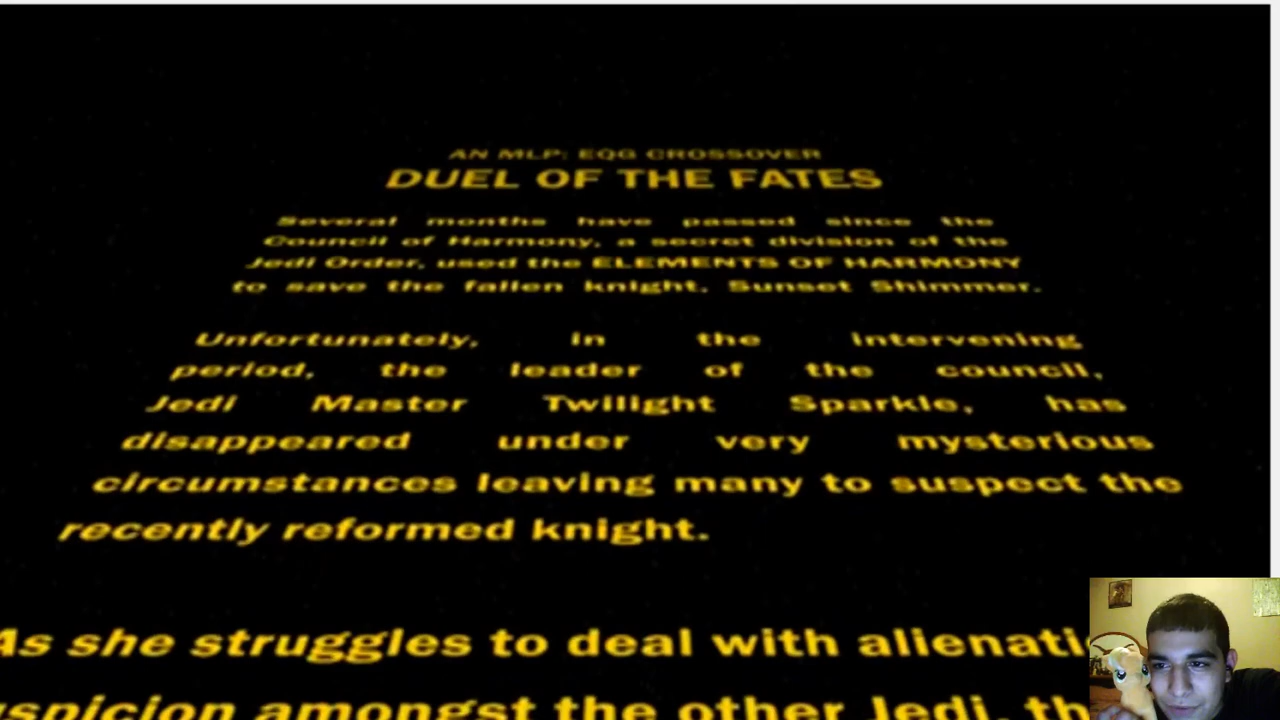 AN MLP: EQG CROSSOVER
DUEL OF THE FATES
Several months have passed since the
Council of Harmony, a secret division of the
Jedi Order, used the ELEMENTS OF HARMONY
to save the fallen knight, Sunset Shimmer.
Unfortunately, in the intervening
period, the leader of the council,
Jedi Master Twilight Sparkle, has
disappeared under very mysterious
circumstances leaving many to suspect the
recently reformed knight.
As she struggles to deal with
amongst the other Jedi,